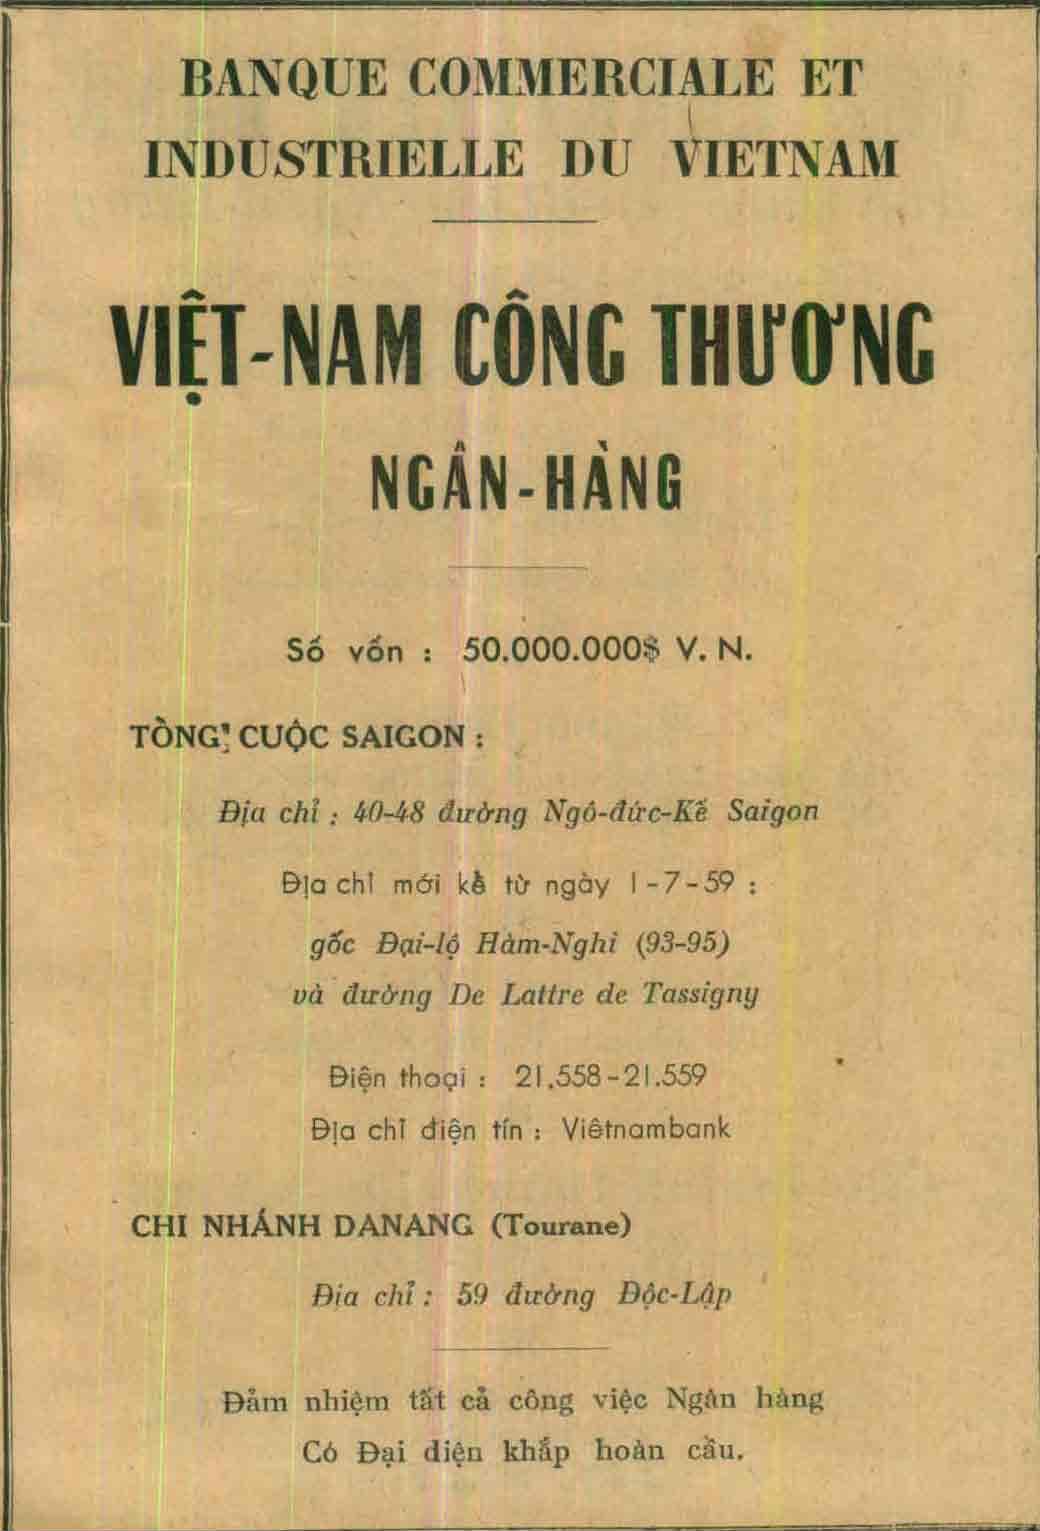 BANQUE COMMERCIALE ET
INDUSTRIELLE DU VIETNAM
VIỆT-NAM CÔNG THƯƠNG
NGÂN-HÀNG
Số vốn : 50.000.000$ V. N.
TỔNG CUỘC SAIGON :
Địa chỉ : 40-48 đường Ngô-đức-Kế Saigon
Địa chỉ mới kể từ ngày 1-7-59 :
gốc Đại-lộ Hàm-Nghi (93-95)
và đường De Lattre de Tassigny
Điện thoại : 21.558-21.559
Địa chỉ điện tín : Viêtnambank
CHI NHÁNH DANANG (Tourane)
Địa chỉ : 59 đường Độc-Lập
Đảm nhiệm tất cả công việc Ngân hàng
Có Đại diện khắp hoàn cầu.